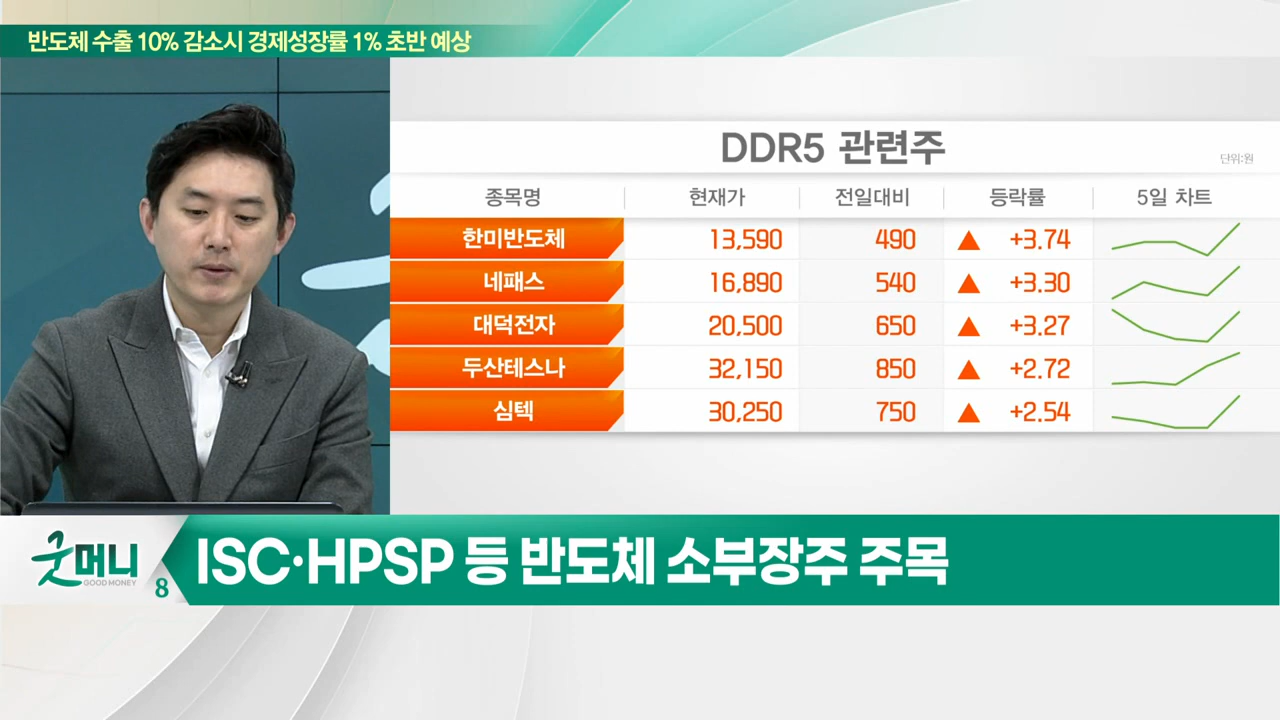 반도체 수출 10% 감소시 경제성장률 1% 초반 예상
DDR5 관련주
단위:원
종목명 현재가 전일대비 등락률 5일 차트
한미반도체 13,590 490 ▲ +3.74
네패스 16,890 540 ▲ +3.30
대덕전자 20,500 650 ▲ +3.27
두산테스나 32,150 850 ▲ +2.72
심텍 30,250 750 ▲ +2.54
굿머니
GOOD MONEY
8
ISC·HPSP 등 반도체 소부장주 주목